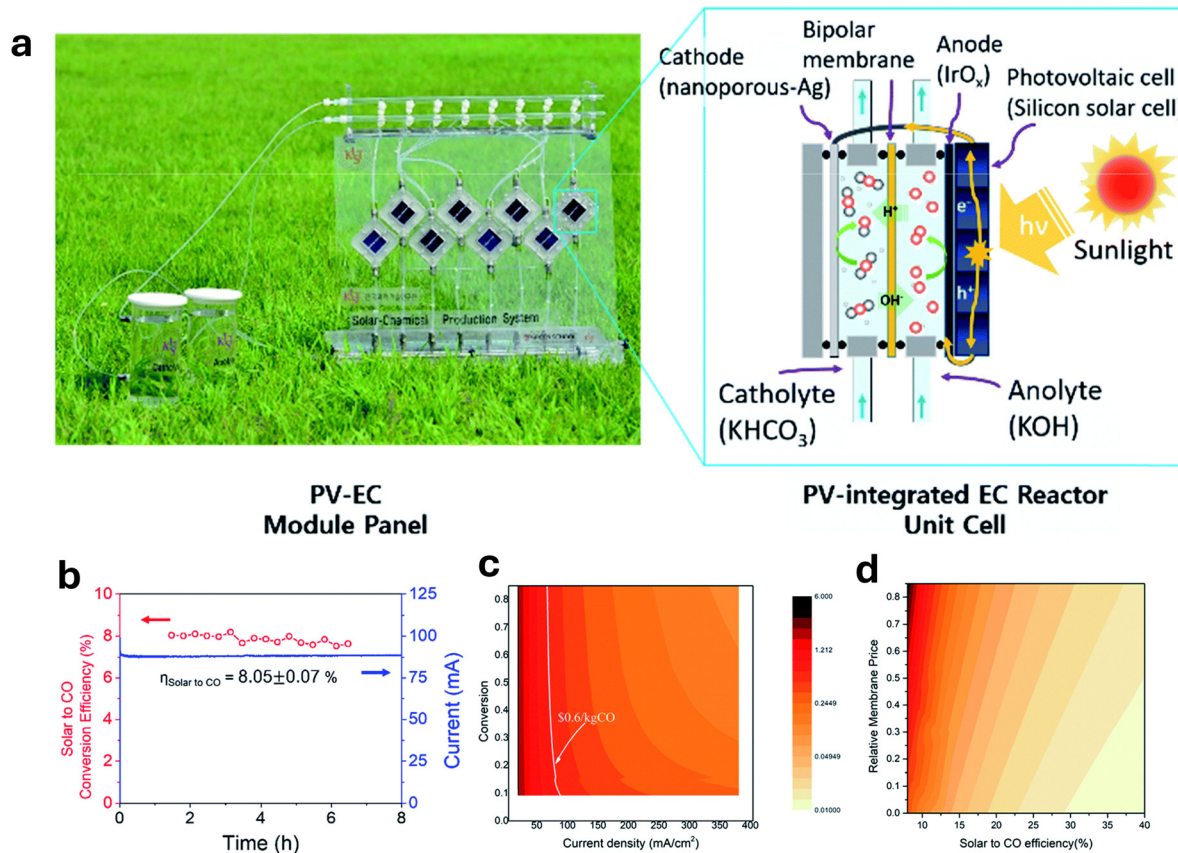 a
Cathode
(nanoporous-Ag)
Bipolar
membrane
Anode
(IrOₓ)
Photovoltaic cell
(Silicon solar cell)
H⁺
OH⁻
e⁻
h⁺
hν
Sunlight
Catholyte
(KHCO₃)
Anolyte
(KOH)
Solar-Chemical Production System
PV-EC
Module Panel
PV-integrated EC Reactor
Unit Cell
b
Solar to CO
Conversion Efficiency (%)
10
8
6
4
2
0
η Solar to CO = 8.05±0.07 %
125
100
75
50
25
0
Current (mA)
0 2 4 6 8
Time (h)
c
Conversion
0.8
0.7
0.6
0.5
0.4
0.3
0.2
0.1
0.0
$0.6/kgCO
50 100 150 200 250 300 350 400
Current density (mA/cm²)
6.000
1.212
0.2449
0.04949
0.01000
d
Relative Membrane Price
0.8
0.7
0.6
0.5
0.4
0.3
0.2
0.1
0.0
10 15 20 25 30 35 40
Solar to CO efficiency(%)